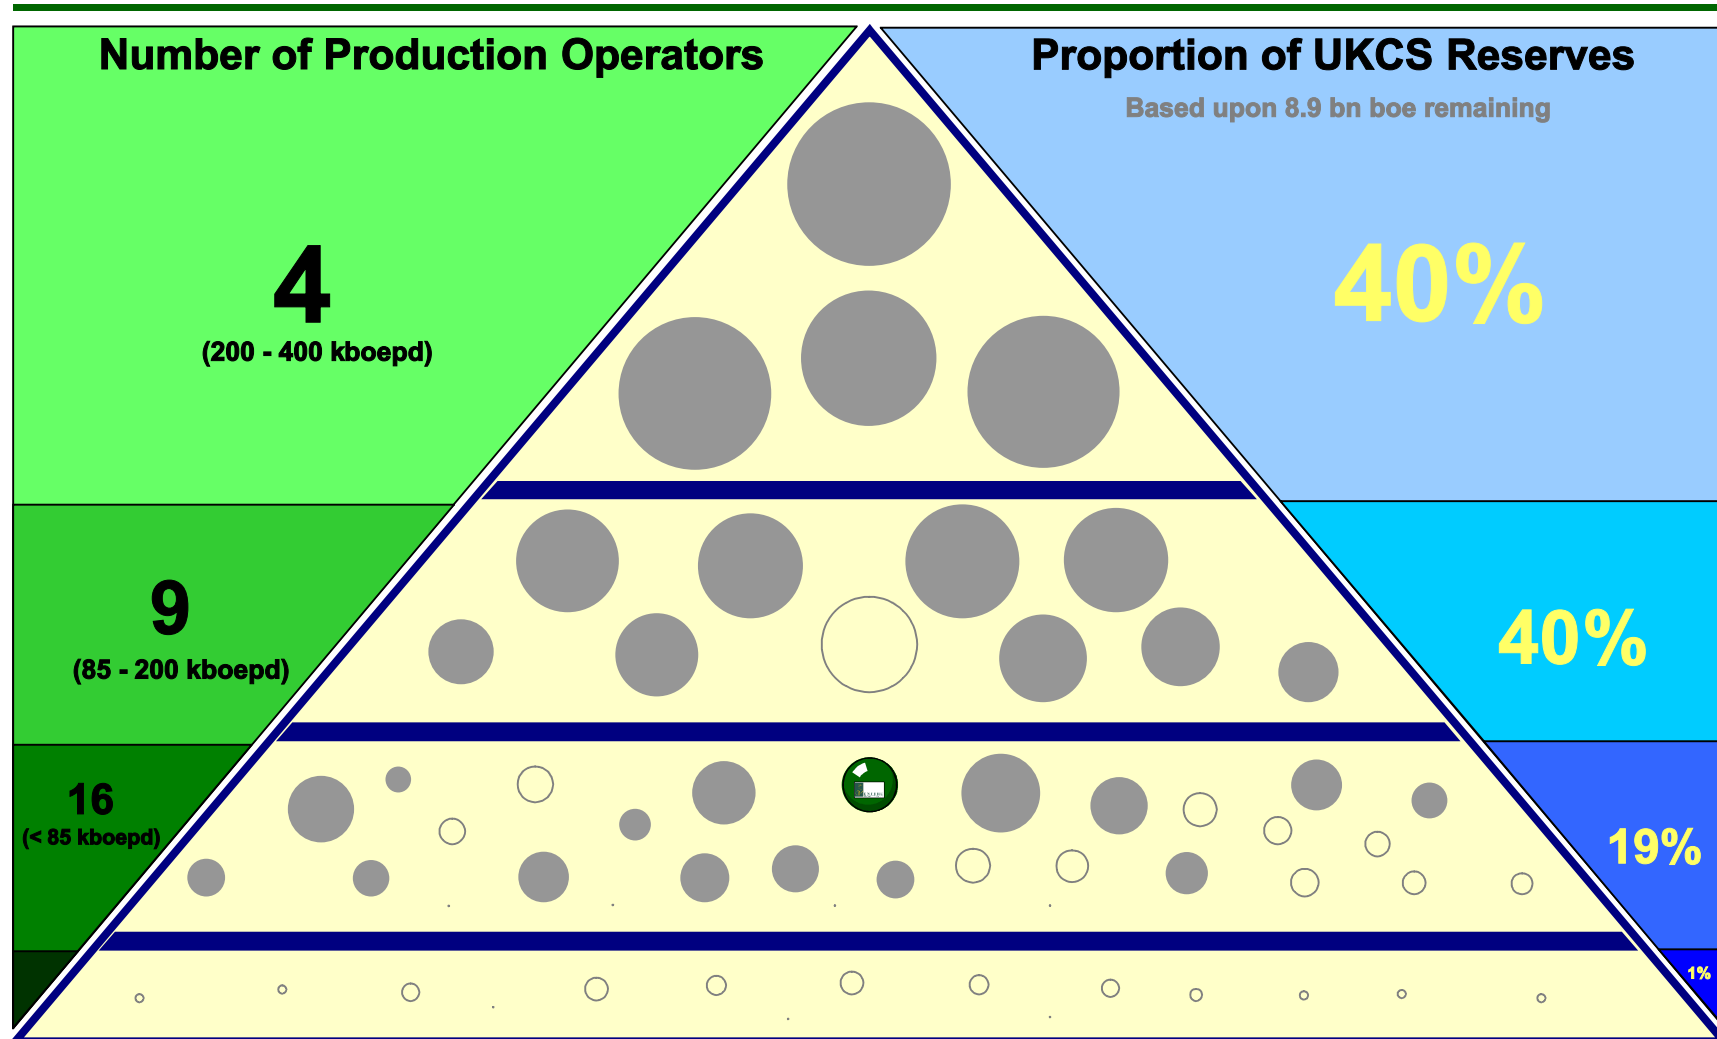 Number of Production Operators
Proportion of UKCS Reserves
Based upon 8.9 bn boe remaining
4
(200 - 400 kboepd)
40%
9
(85 - 200 kboepd)
40%
16
(< 85 kboepd)
19%
1%